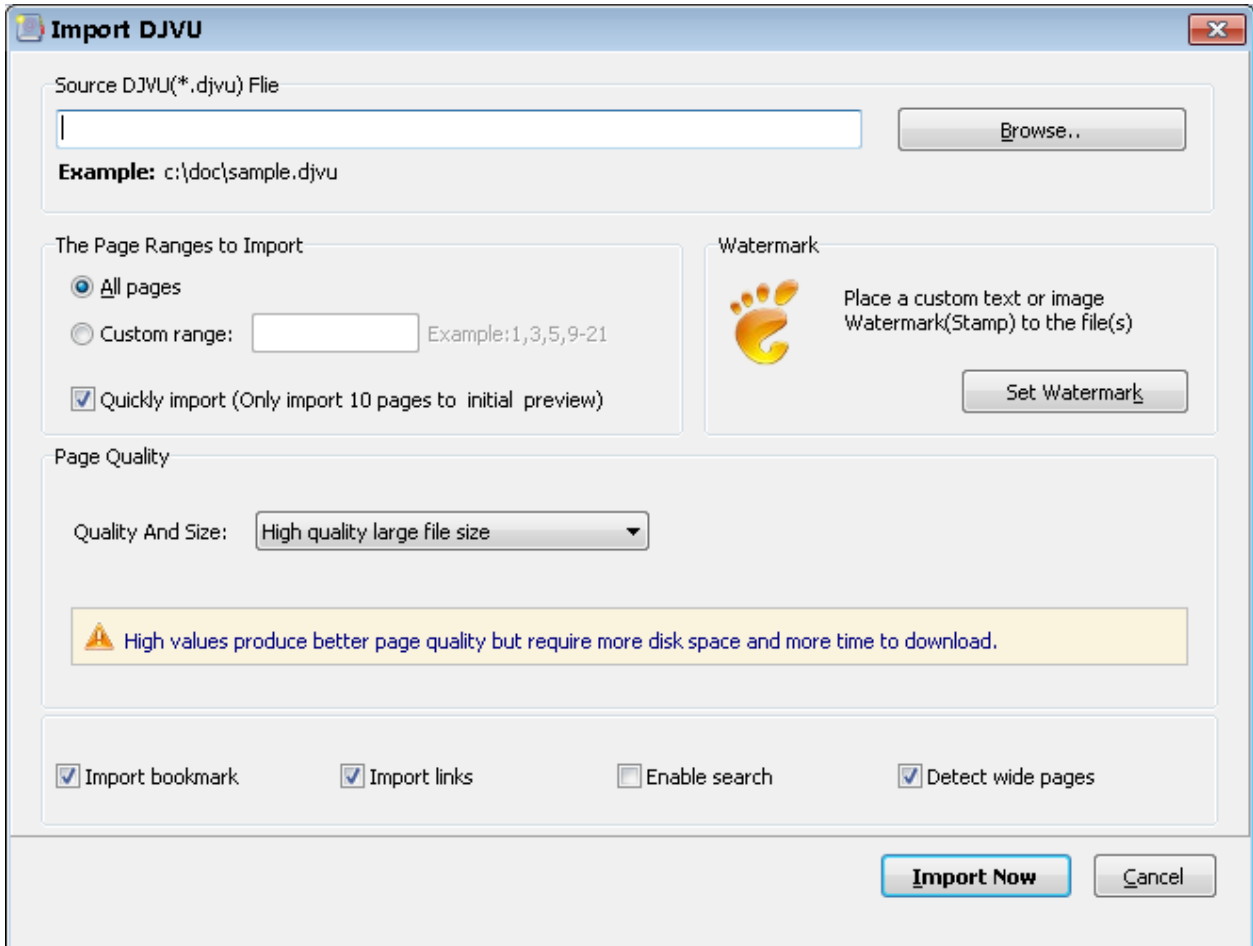 Import DJVU
Source DJVU(*.djvu) Flie
Browse..
Example: c:\doc\sample.djvu
The Page Ranges to Import
All pages
Custom range: Example:1,3,5,9-21
Quickly import (Only import 10 pages to initial preview)
Watermark
Place a custom text or image
Watermark(Stamp) to the file(s)
Set Watermark
Page Quality
Quality And Size: High quality large file size
High values produce better page quality but require more disk space and more time to download.
Import bookmark Import links Enable search Detect wide pages
Import Now Cancel